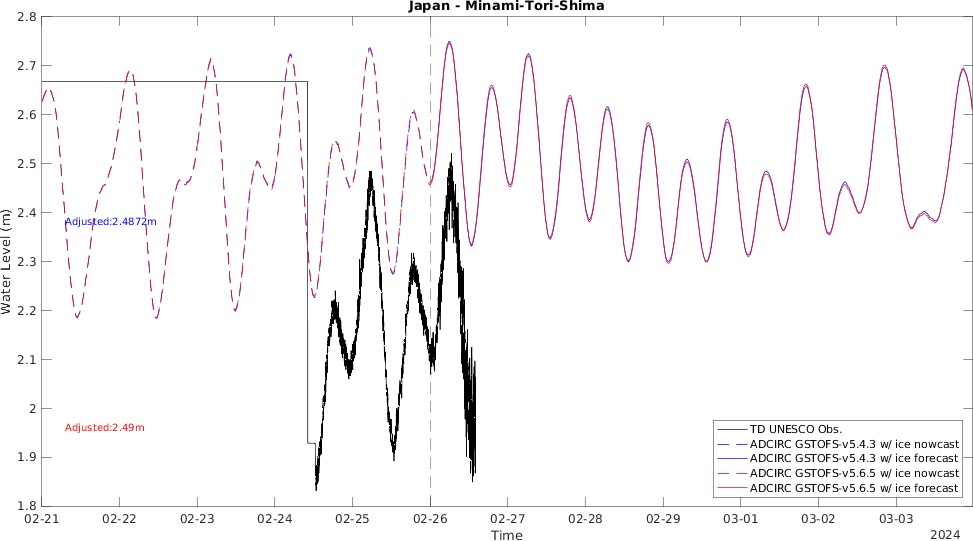 Japan - Minami-Tori-Shima
2.8
2.7
2.6
2.5
2.4
2.3
2.2
2.1
2
1.9
1.8
Water Level (m)
Adjusted:2.4872m
Adjusted:2.49m
TD UNESCO Obs.
ADCIRC GSTOFS-v5.4.3 w/ ice nowcast
ADCIRC GSTOFS-v5.4.3 w/ ice forecast
ADCIRC GSTOFS-v5.6.5 w/ ice nowcast
ADCIRC GSTOFS-v5.6.5 w/ ice forecast
02-21 02-22 02-23 02-24 02-25 02-26 02-27 02-28 02-29 03-01 03-02 03-03
Time
2024